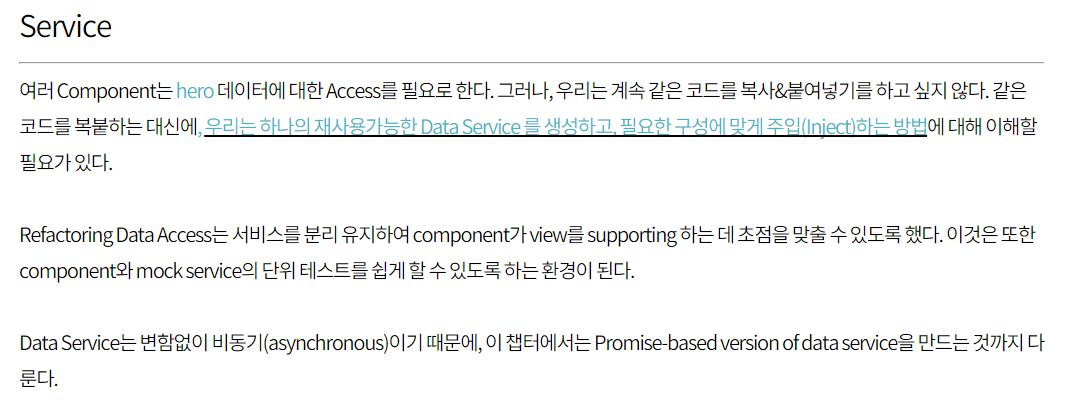 Service
여러 Component는 hero 데이터에 대한 Access를 필요로 한다. 그러나, 우리는 계속 같은 코드를 복사&붙여넣기를 하고 싶지 않다. 같은
코드를 복붙하는 대신에, 우리는 하나의 재사용가능한 Data Service 를 생성하고, 필요한 구성에 맞게 주입(Inject)하는 방법에 대해 이해할
필요가 있다.
Refactoring Data Access는 서비스를 분리 유지하여 component가 view를 supporting 하는 데 초점을 맞출 수 있도록 했다. 이것은 또한
component와 mock service의 단위 테스트를 쉽게 할 수 있도록 하는 환경이 된다.
Data Service는 변함없이 비동기(asynchronous)이기 때문에, 이 챕터에서는 Promise-based version of data service을 만드는 것까지 다
룬다.